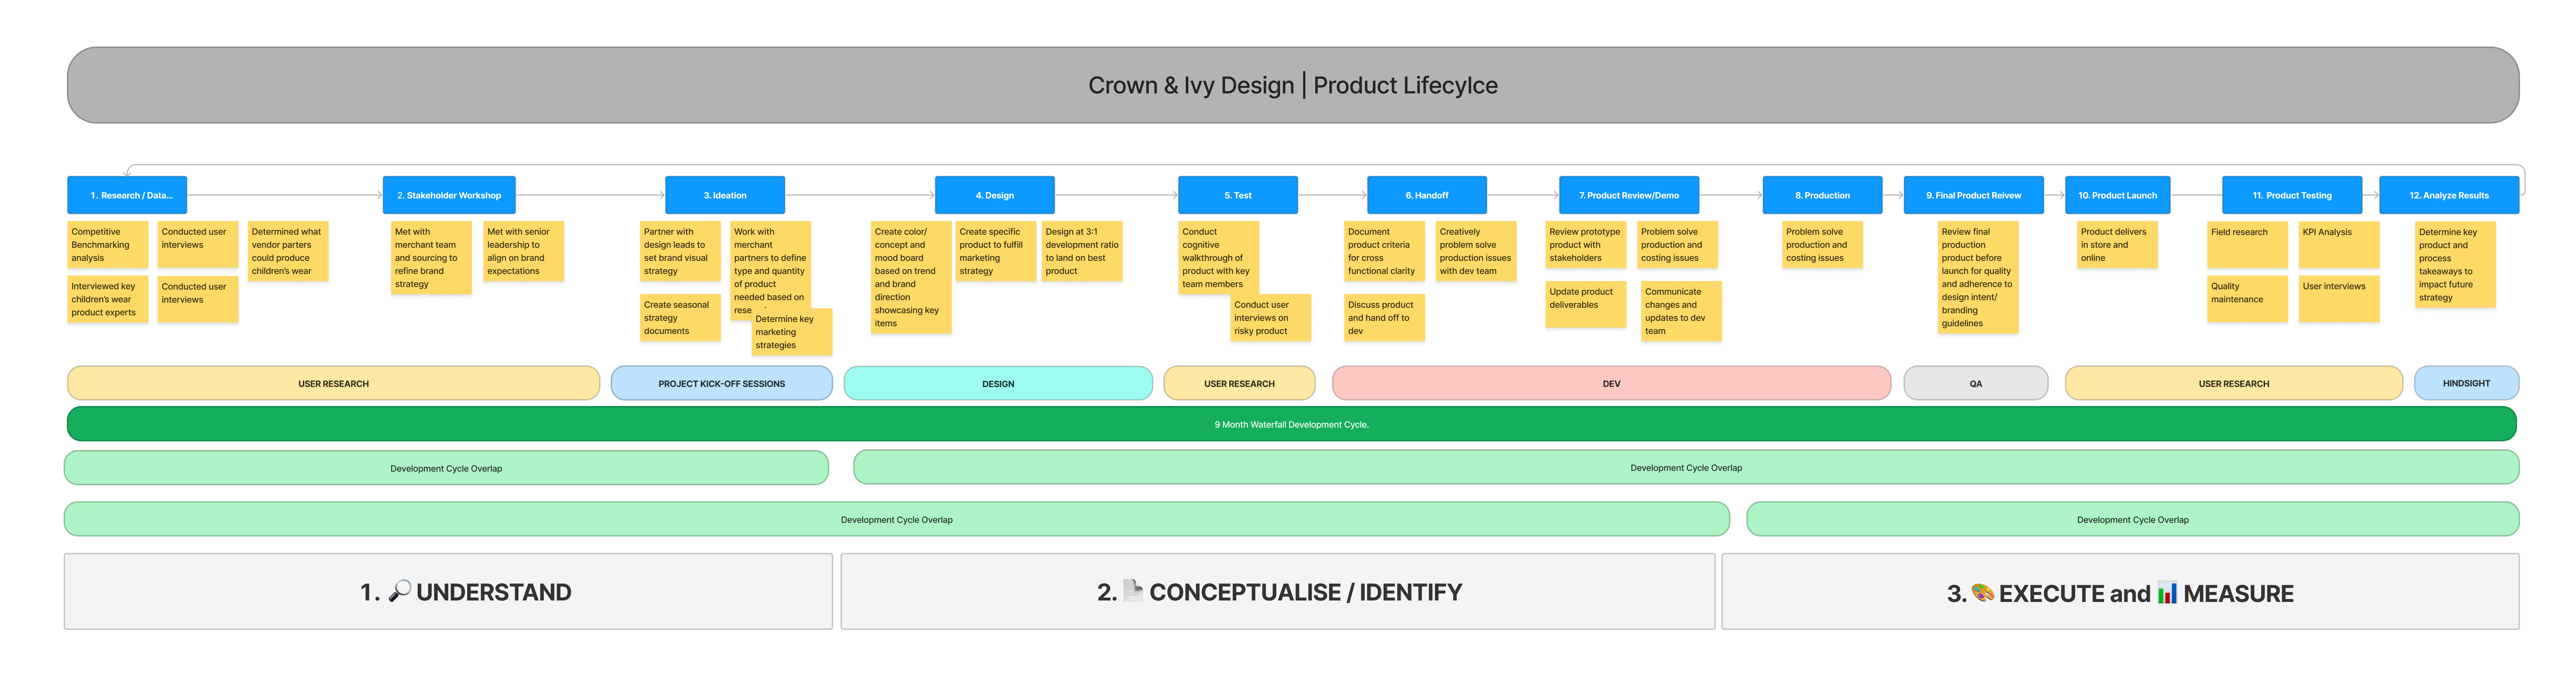 Crown & Ivy Design | Product Lifecylce
1. Research / Data...
2. Stakeholder Workshop
3. Ideation
4. Design
5. Test
6. Handoff
7. Product Review/Demo
8. Production
9. Final Product Reivew
10. Product Launch
11. Product Testing
12. Analyze Results
Competitive
Benchmarking
analysis
Conducted user
interviews
Determined what
vendor parters
could produce
children's wear
Interviewed key
children's wear
product experts
Conducted user
interviews
Met with
merchant team
and sourcing to
refine brand
strategy
Met with senior
leadership to
align on brand
expectations
Partner with
design leads to
set brand visual
strategy
Work with
merchant
partners to define
type and quantity
of product
needed based on
rese
Create seasonal
strategy
documents
Determine key
marketing
strategies
Create color/
concept and
mood board
based on trend
and brand
direction
showcasing key
items
Create specific
product to fulfill
marketing
strategy
Design at 3:1
development ratio
to land on best
product
Conduct
cognitive
walkthrough of
product with key
team members
Conduct user
interviews on
risky product
Document
product criteria
for cross
functional clarity
Creatively
problem solve
production issues
with dev team
Discuss product
and hand off to
dev
Review prototype
product with
stakeholders
Problem solve
production and
costing issues
Update product
deliverables
Communicate
changes and
updates to dev
team
Problem solve
production and
costing issues
Review final
production
product before
launch for quality
and adherence to
design intent/
branding
guidelines
Product delivers
in store and
online
Field research
KPI Analysis
Quality
maintenance
User interviews
Determine key
product and
process
takeaways to
impact future
strategy
USER RESEARCH
PROJECT KICK-OFF SESSIONS
DESIGN
USER RESEARCH
DEV
QA
USER RESEARCH
HINDSIGHT
9 Month Waterfall Development Cycle.
Development Cycle Overlap
Development Cycle Overlap
Development Cycle Overlap
Development Cycle Overlap
1. 🔎 UNDERSTAND
2. 📄 CONCEPTUALISE / IDENTIFY
3. 🎨 EXECUTE and 📊 MEASURE